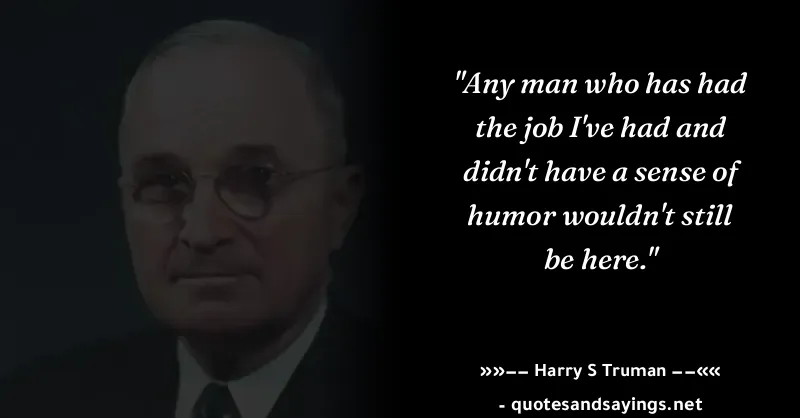 "Any man who has had
the job I've had and
didn't have a sense of
humor wouldn't still
be here."
»»−− Harry S Truman −−««
- quotesandsayings.net